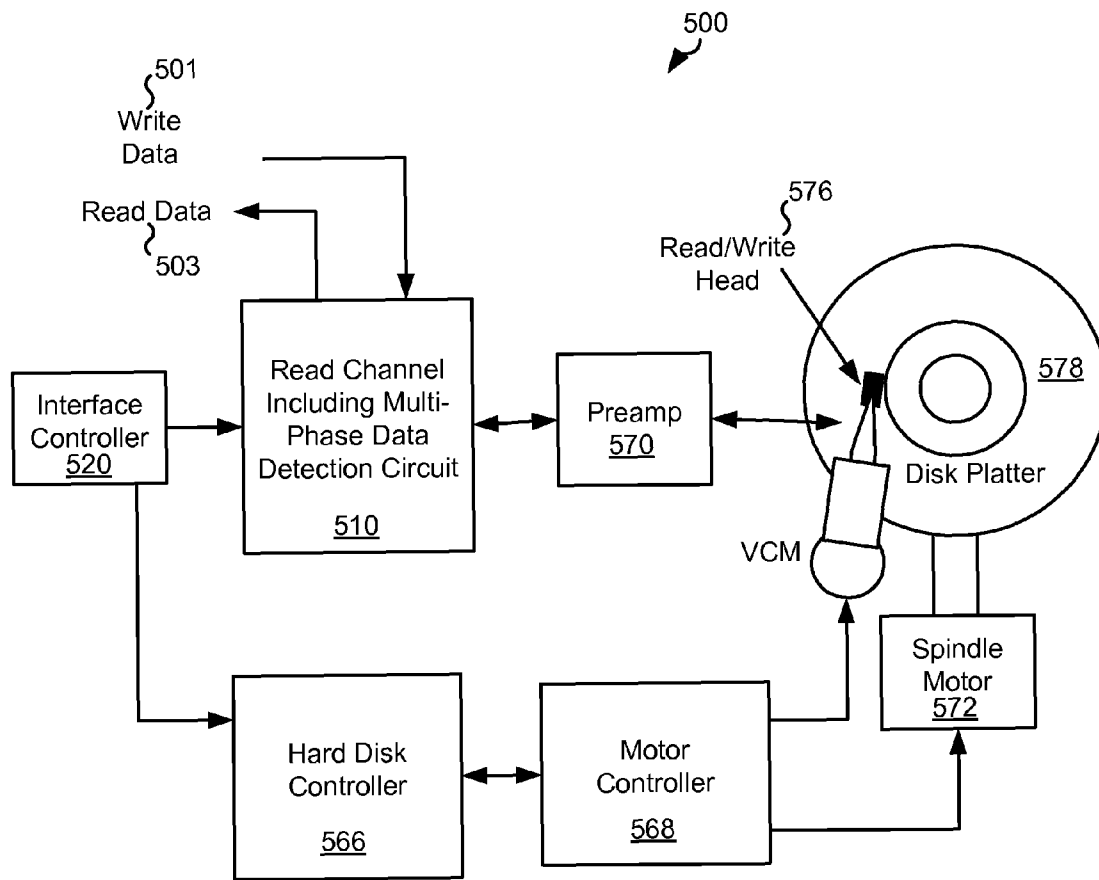 500
501
Write
Data
Read Data
503
576
Read/Write
Head
578
Disk Platter
Interface
Controller
520
Read Channel
Including Multi-
Phase Data
Detection Circuit
510
Preamp
570
VCM
Spindle
Motor
572
Hard Disk
Controller
566
Motor
Controller
568